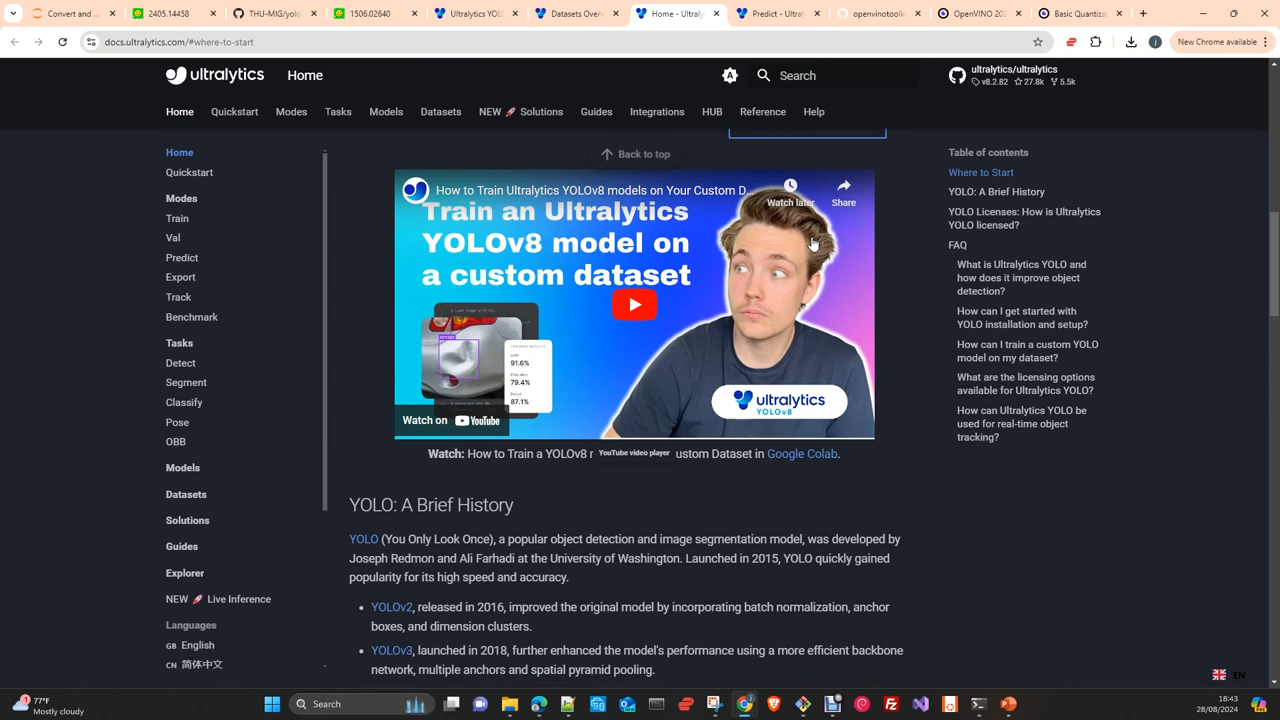 Convert and
2405.14458
THU-MIG/yolo
1506.02640
Ultralytics YOL
Datasets Over
Home - Ultraly
Predict - Ultral
openvinotoolk
OpenVINO 202
Basic Quantiza
docs.ultralytics.com/#where-to-start
New Chrome available
ultralytics
Home
A
Search
ultralytics/ultralytics
v8.2.82 27.8k 5.5k
Home
Quickstart
Modes
Tasks
Models
Datasets
NEW 🚀 Solutions
Guides
Integrations
HUB
Reference
Help
Home
Quickstart
Modes
Train
Val
Predict
Export
Track
Benchmark
Tasks
Detect
Segment
Classify
Pose
OBB
Models
Datasets
Solutions
Guides
Explorer
NEW 🚀 Live Inference
Languages
GB English
CN 简体中文
Back to top
How to Train Ultralytics YOLOv8 models on Your Custom D...
Watch later
Share
Train an Ultralytics
YOLOv8 model on
a custom dataset
91.6%
Precision
79.4%
87.1%
ultralytics
YOLOv8
Watch on YouTube
YouTube video player
Watch: How to Train a YOLOv8 ustom Dataset in Google Colab.
YOLO: A Brief History
YOLO (You Only Look Once), a popular object detection and image segmentation model, was developed by
Joseph Redmon and Ali Farhadi at the University of Washington. Launched in 2015, YOLO quickly gained
popularity for its high speed and accuracy.
• YOLOv2, released in 2016, improved the original model by incorporating batch normalization, anchor
boxes, and dimension clusters.
• YOLOv3, launched in 2018, further enhanced the model's performance using a more efficient backbone
network, multiple anchors and spatial pyramid pooling.
Table of contents
Where to Start
YOLO: A Brief History
YOLO Licenses: How is Ultralytics
YOLO licensed?
FAQ
What is Ultralytics YOLO and
how does it improve object
detection?
How can I get started with
YOLO installation and setup?
How can I train a custom YOLO
model on my dataset?
What are the licensing options
available for Ultralytics YOLO?
How can Ultralytics YOLO be
used for real-time object
tracking?
EN
77°F
Mostly cloudy
Search
18:43
28/08/2024